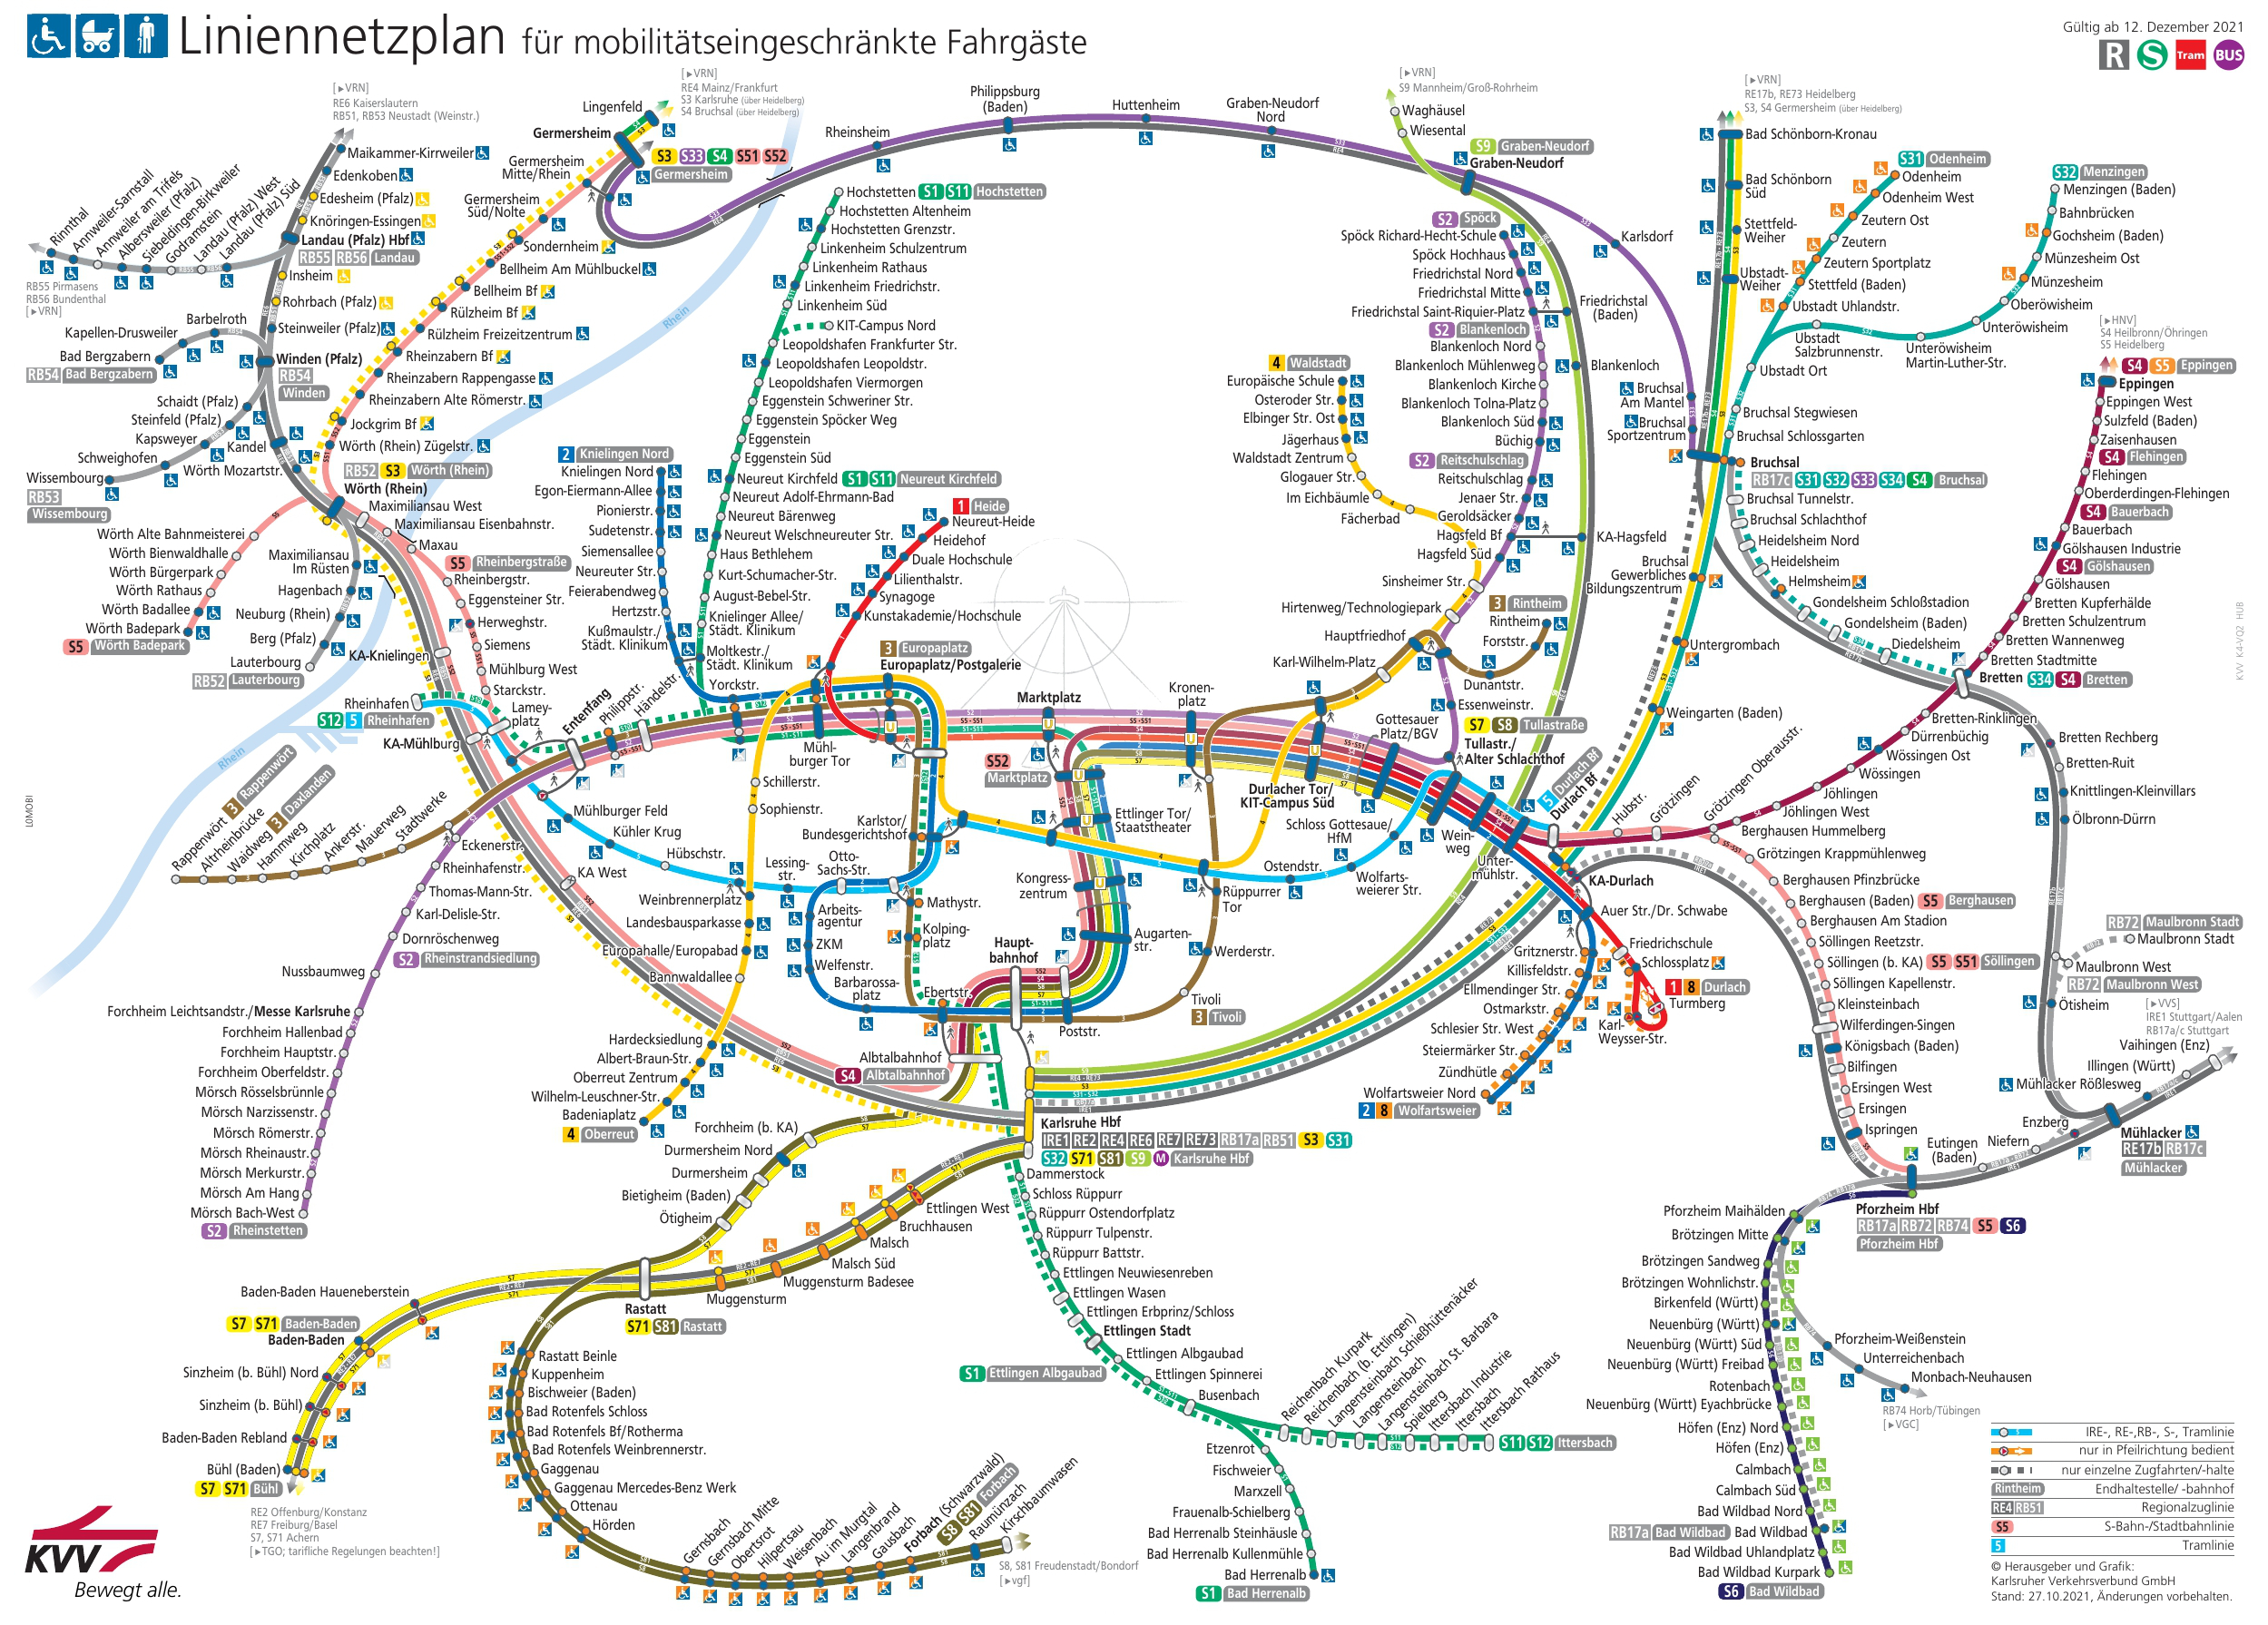 Liniennetzplan für mobilitätseingeschränkte Fahrgäste
Gültig ab 12. Dezember 2021
R S Tram BUS
[▸VRN]
RE6 Kaiserslautern
RB51, RB53 Neustadt (Weinstr.)
[▸VRN]
RE4 Mainz/Frankfurt
S3 Karlsruhe (über Heidelberg)
S4 Bruchsal (über Heidelberg)
[▸VRN]
S9 Mannheim/Groß-Rohrheim
[▸VRN]
RE17b, RE73 Heidelberg
S3, S4 Germersheim (über Heidelberg)
Lingenfeld
Germersheim
S3 S33 S4 S51 S52
Germersheim
Germersheim
Mitte/Rhein
Germersheim
Süd/Nolte
Sondernheim
Bellheim Am Mühlbuckel
Bellheim Bf
Rülzheim Bf
Rülzheim Freizeitzentrum
Rheinzabern Bf
Rheinzabern Rappengasse
Rheinzabern Alte Römerstr.
Jockgrim Bf
Wörth (Rhein) Zügelstr.
RB52 S3 Wörth (Rhein)
Wörth (Rhein)
Rheinsheim
Philippsburg
(Baden)
Huttenheim
Graben-Neudorf
Nord
Waghäusel
Wiesental
S9 Graben-Neudorf
Graben-Neudorf
Karlsdorf
Maikammer-Kirrweiler
Edenkoben
Edesheim (Pfalz)
Knöringen-Essingen
Landau (Pfalz) Hbf
RB55 RB56 Landau
Insheim
Rohrbach (Pfalz)
Steinweiler (Pfalz)
Winden (Pfalz)
RB54
Winden
Rinnthal
Annweiler-Sarnstall
Annweiler am Trifels
Albersweiler (Pfalz)
Siebeldingen-Birkweiler
Godramstein
Landau (Pfalz) West
Landau (Pfalz) Süd
RB55 Pirmasens
RB56 Bundenthal
[▸VRN]
Barbelroth
Kapellen-Drusweiler
Bad Bergzabern
RB54 Bad Bergzabern
Schaidt (Pfalz)
Steinfeld (Pfalz)
Kapsweyer
Kandel
Schweighofen
Wörth Mozartstr.
Wissembourg
RB53
Wissembourg
Wörth Alte Bahnmeisterei
Wörth Bienwaldhalle
Wörth Bürgerpark
Wörth Rathaus
Wörth Badallee
Wörth Badepark
S5 Wörth Badepark
Maximiliansau West
Maximiliansau Eisenbahnstr.
Maxau
Maximiliansau
Im Rüsten
Hagenbach
Neuburg (Rhein)
Berg (Pfalz)
Lauterbourg
RB52 Lauterbourg
S5 Rheinbergstraße
Rheinbergstr.
Eggensteiner Str.
Herweghstr.
Siemens
Mühlburg West
Starckstr.
Lamey-
platz
KA-Knielingen
Rheinhafen
S12 5 Rheinhafen
KA-Mühlburg
Entenfang
Philippstr.
Händelstr.
2 Knielingen Nord
Knielingen Nord
Egon-Eiermann-Allee
Pionierstr.
Sudetenstr.
Siemensallee
Neureuter Str.
Feierabendweg
Hertzstr.
Kußmaulstr./
Städt. Klinikum
Hochstetten S1 S11 Hochstetten
Hochstetten Altenheim
Hochstetten Grenzstr.
Linkenheim Schulzentrum
Linkenheim Rathaus
Linkenheim Friedrichstr.
Linkenheim Süd
KIT-Campus Nord
Leopoldshafen Frankfurter Str.
Leopoldshafen Leopoldstr.
Leopoldshafen Viermorgen
Eggenstein Schweriner Str.
Eggenstein Spöcker Weg
Eggenstein
Eggenstein Süd
Neureut Kirchfeld S1 S11 Neureut Kirchfeld
Neureut Adolf-Ehrmann-Bad
Neureut Bärenweg
Neureut Welschneureuter Str.
Haus Bethlehem
Kurt-Schumacher-Str.
August-Bebel-Str.
Knielinger Allee/
Städt. Klinikum
Moltkestr./
Städt. Klinikum
Yorckstr.
1 Heide
Neureut-Heide
Heidehof
Duale Hochschule
Lilienthalstr.
Synagoge
Kunstakademie/Hochschule
3 Europaplatz
Europaplatz/Postgalerie
Mühl-
burger Tor
Marktplatz
S52
Marktplatz
Kronen-
platz
Durlacher Tor/
KIT-Campus Süd
Gottesauer
Platz/BGV
S7 S8 Tullastraße
Tullastr./
Alter Schlachthof
4 Waldstadt
Europäische Schule
Osteroder Str.
Elbinger Str. Ost
Jägerhaus
Waldstadt Zentrum
Glogauer Str.
Im Eichbäumle
Fächerbad
Sinsheimer Str.
Hirtenweg/Technologiepark
Hauptfriedhof
Karl-Wilhelm-Platz
3 Rintheim
Rintheim
Forststr.
Dunantstr.
Essenweinstr.
S2 Spöck
Spöck Richard-Hecht-Schule
Spöck Hochhaus
Friedrichstal Nord
Friedrichstal Mitte
Friedrichstal Saint-Riquier-Platz
S2 Blankenloch
Blankenloch Nord
Blankenloch Mühlenweg
Blankenloch Kirche
Blankenloch Tolna-Platz
Blankenloch Süd
Büchig
S2 Reitschulschlag
Reitschulschlag
Jenaer Str.
Geroldsäcker
Hagsfeld Bf
Hagsfeld Süd
Friedrichstal
(Baden)
Blankenloch
KA-Hagsfeld
Bad Schönborn-Kronau
Bad Schönborn
Süd
Stettfeld-
Weiher
Ubstadt-
Weiher
Bruchsal
Am Mantel
Bruchsal
Sportzentrum
Bruchsal
RB17c S31 S32 S33 S34 S4 Bruchsal
Bruchsal
Gewerbliches
Bildungszentrum
Untergrombach
Weingarten (Baden)
S31 Odenheim
Odenheim
Odenheim West
Zeutern Ost
Zeutern
Zeutern Sportplatz
Stettfeld (Baden)
Ubstadt Uhlandstr.
Ubstadt
Salzbrunnenstr.
Ubstadt Ort
Bruchsal Stegwiesen
Bruchsal Schlossgarten
S32 Menzingen
Menzingen (Baden)
Bahnbrücken
Gochsheim (Baden)
Münzesheim Ost
Münzesheim
Oberöwisheim
Unteröwisheim
Unteröwisheim
Martin-Luther-Str.
[▸HNV]
S4 Heilbronn/Öhringen
S5 Heidelberg
S4 S5 Eppingen
Eppingen
Eppingen West
Sulzfeld (Baden)
Zaisenhausen
S4 Flehingen
Flehingen
Oberderdingen-Flehingen
S4 Bauerbach
Bauerbach
Gölshausen Industrie
S4 Gölshausen
Gölshausen
Bretten Kupferhälde
Bretten Schulzentrum
Bretten Wannenweg
Bretten Stadtmitte
Bretten S34 S4 Bretten
Bruchsal Tunnelstr.
Bruchsal Schlachthof
Heidelsheim Nord
Heidelsheim
Helmsheim
Gondelsheim Schloßstadion
Gondelsheim (Baden)
Diedelsheim
Bretten-Rinklingen
Dürrenbüchig
Wössingen Ost
Wössingen
Jöhlingen
Jöhlingen West
Berghausen Hummelberg
Grötzingen Oberausstr.
Grötzingen
Hubstr.
Grötzingen Krappmühlenweg
Berghausen Pfinzbrücke
Berghausen (Baden) S5 Berghausen
Berghausen Am Stadion
Söllingen Reetzstr.
Söllingen (b. KA) S5 S51 Söllingen
Söllingen Kapellenstr.
Kleinsteinbach
Wilferdingen-Singen
Königsbach (Baden)
Bilfingen
Ersingen West
Ersingen
Ispringen
Bretten Rechberg
Bretten-Ruit
Knittlingen-Kleinvillars
Ölbronn-Dürrn
RB72 Maulbronn Stadt
Maulbronn Stadt
Maulbronn West
RB72 Maulbronn West
Ötisheim
[▸VVS]
IRE1 Stuttgart/Aalen
RB17a/c Stuttgart
Vaihingen (Enz)
Illingen (Württ)
Mühlacker Rößlesweg
Enzberg
Mühlacker
RE17b RB17c
Mühlacker
Niefern
Eutingen
(Baden)
Pforzheim Hbf
RB17a RB72 RB74 S5 S6
Pforzheim Hbf
Pforzheim Maihälden
Brötzingen Mitte
Brötzingen Sandweg
Brötzingen Wohnlichstr.
Birkenfeld (Württ)
Neuenbürg (Württ)
Neuenbürg (Württ) Süd
Neuenbürg (Württ) Freibad
Rotenbach
Neuenbürg (Württ) Eyachbrücke
Höfen (Enz) Nord
Höfen (Enz)
Calmbach
Calmbach Süd
Bad Wildbad Nord
RB17a Bad Wildbad Bad Wildbad
Bad Wildbad Uhlandplatz
Bad Wildbad Kurpark
S6 Bad Wildbad
Pforzheim-Weißenstein
Unterreichenbach
Monbach-Neuhausen
RB74 Horb/Tübingen
[▸VGC]
3 Rappenwört
3 Daxlanden
Rappenwört
Altrheinbrücke
Waidweg
Hammweg
Kirchplatz
Ankerstr.
Mauerweg
Stadtwerke
Eckenerstr.
Rheinhafenstr.
Thomas-Mann-Str.
Karl-Delisle-Str.
Dornröschenweg
S2 Rheinstrandsiedlung
Nussbaumweg
Forchheim Leichtsandstr./Messe Karlsruhe
Forchheim Hallenbad
Forchheim Hauptstr.
Forchheim Oberfeldstr.
Mörsch Rösselsbrünnle
Mörsch Narzissenstr.
Mörsch Römerstr.
Mörsch Rheinaustr.
Mörsch Merkurstr.
Mörsch Am Hang
Mörsch Bach-West
S2 Rheinstetten
Mühlburger Feld
Kühler Krug
Hübschstr.
KA West
Schillerstr.
Sophienstr.
Weinbrennerplatz
Landesbausparkasse
Europahalle/Europabad
Bannwaldallee
Hardecksiedlung
Albert-Braun-Str.
Oberreut Zentrum
Wilhelm-Leuschner-Str.
Badeniaplatz
4 Oberreut
Lessing-
str.
Otto-
Sachs-Str.
Karlstor/
Bundesgerichtshof
Mathystr.
Kolping-
platz
Arbeits-
agentur
ZKM
Welfenstr.
Barbarossa-
platz
Ebertstr.
Haupt-
bahnhof
Kongress-
zentrum
Ettlinger Tor/
Staatstheater
Augarten-
str.
Poststr.
Rüppurrer
Tor
Werderstr.
Tivoli
3 Tivoli
Ostendstr.
Wolfarts-
weierer Str.
Schloss Gottesaue/
HfM
Wein-
weg
Unter-
mühlstr.
5 Durlach Bf
Durlach Bf
KA-Durlach
Auer Str./Dr. Schwabe
Friedrichschule
Schlossplatz
1 8 Durlach
Turmberg
Karl-
Weysser-Str.
Gritznerstr.
Killisfeldstr.
Ellmendinger Str.
Ostmarkstr.
Schlesier Str. West
Steiermärker Str.
Zündhütle
Wolfartsweier Nord
2 8 Wolfartsweier
Albtalbahnhof
S4 Albtalbahnhof
Karlsruhe Hbf
IRE1 RE2 RE4 RE6 RE7 RE73 RB17a RB51 S3 S31
S32 S71 S81 S9 M Karlsruhe Hbf
Dammerstock
Schloss Rüppurr
Rüppurr Ostendorfplatz
Rüppurr Tulpenstr.
Rüppurr Battstr.
Ettlingen Neuwiesenreben
Ettlingen Wasen
Ettlingen Erbprinz/Schloss
Ettlingen Stadt
Ettlingen Albgaubad
S1 Ettlingen Albgaubad
Ettlingen Spinnerei
Busenbach
Reichenbach Kurpark
Reichenbach (b. Ettlingen)
Langensteinbach Schießhüttenäcker
Langensteinbach
Langensteinbach St. Barbara
Spielberg
Ittersbach Industrie
Ittersbach
Ittersbach Rathaus
S11 S12 Ittersbach
Etzenrot
Fischweier
Marxzell
Frauenalb-Schielberg
Bad Herrenalb Steinhäusle
Bad Herrenalb Kullenmühle
Bad Herrenalb
S1 Bad Herrenalb
Forchheim (b. KA)
Durmersheim Nord
Durmersheim
Bietigheim (Baden)
Ötigheim
Ettlingen West
Bruchhausen
Malsch
Malsch Süd
Muggensturm Badesee
Muggensturm
Rastatt
S71 S81 Rastatt
Baden-Baden Haueneberstein
S7 S71 Baden-Baden
Baden-Baden
Sinzheim (b. Bühl) Nord
Sinzheim (b. Bühl)
Baden-Baden Rebland
Bühl (Baden)
S7 S71 Bühl
RE2 Offenburg/Konstanz
RE7 Freiburg/Basel
S7, S71 Achern
[▸TGO; tarifliche Regelungen beachten!]
Rastatt Beinle
Kuppenheim
Bischweier (Baden)
Bad Rotenfels Schloss
Bad Rotenfels Bf/Rotherma
Bad Rotenfels Weinbrennerstr.
Gaggenau
Gaggenau Mercedes-Benz Werk
Ottenau
Hörden
Gernsbach
Gernsbach Mitte
Obertsrot
Hilpertsau
Weisenbach
Au im Murgtal
Langenbrand
Gausbach
Forbach (Schwarzwald)
S8 S81 Forbach
Raumünzach
Kirschbaumwasen
S8, S81 Freudenstadt/Bondorf
[▸vgf]
Rhein
Rhein
LOMOBI
KVV K4-VQ2 HÜB
KVV
Bewegt alle.
IRE-, RE-,RB-, S-, Tramlinie
nur in Pfeilrichtung bedient
nur einzelne Zugfahrten/-halte
Rintheim Endhaltestelle/ -bahnhof
RE4 RB51 Regionalzuglinie
S5 S-Bahn-/Stadtbahnlinie
5 Tramlinie
© Herausgeber und Grafik:
Karlsruher Verkehrsverbund GmbH
Stand: 27.10.2021, Änderungen vorbehalten.